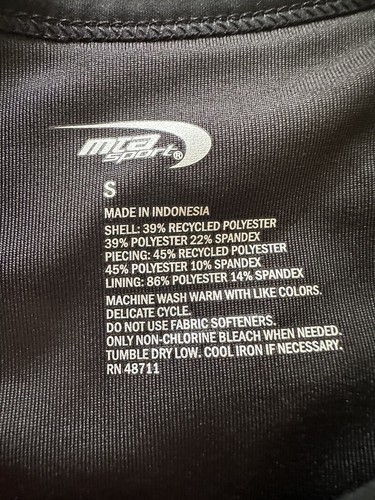 mta
sport®
S
MADE IN INDONESIA
SHELL: 39% RECYCLED POLYESTER
39% POLYESTER 22% SPANDEX
PIECING: 45% RECYCLED POLYESTER
45% POLYESTER 10% SPANDEX
LINING: 86% POLYESTER 14% SPANDEX
MACHINE WASH WARM WITH LIKE COLORS.
DELICATE CYCLE.
DO NOT USE FABRIC SOFTENERS.
ONLY NON-CHLORINE BLEACH WHEN NEEDED.
TUMBLE DRY LOW. COOL IRON IF NECESSARY.
RN 48711